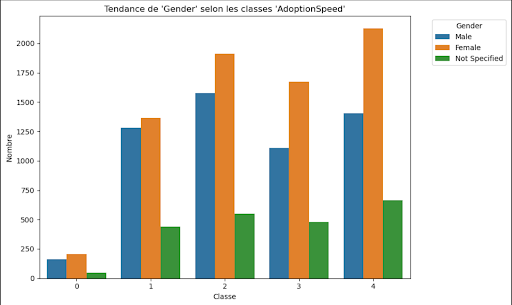 Tendance de 'Gender' selon les classes 'AdoptionSpeed'
Gender
Male
Female
Not Specified
2000
1750
1500
1250
1000
750
500
250
0
Nombre
0 1 2 3 4
Classe